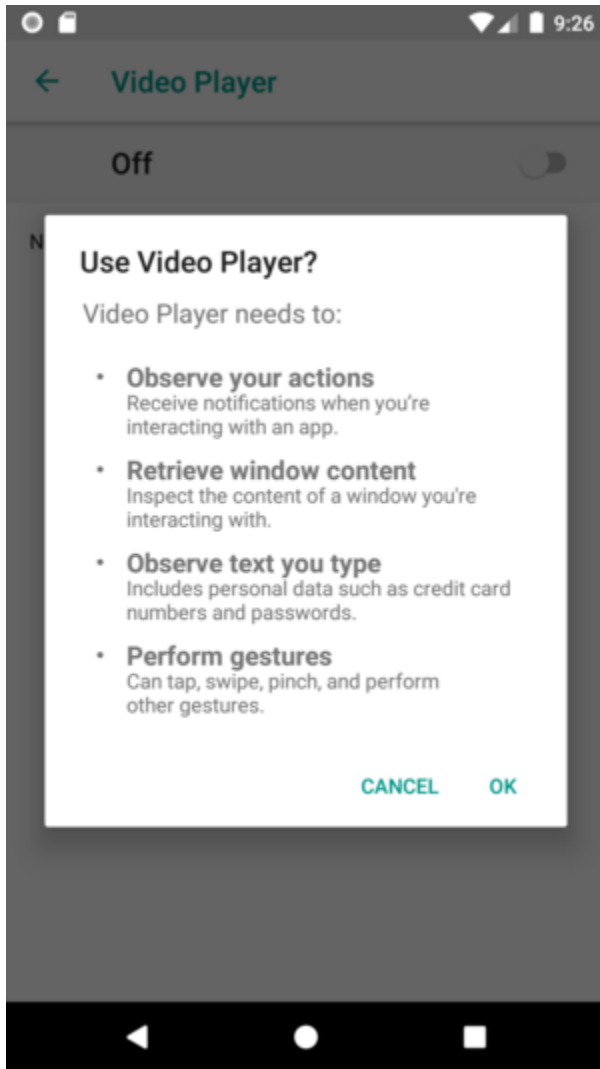 9:26
Video Player
Off
N
Use Video Player?
Video Player needs to:
• Observe your actions
Receive notifications when you're
interacting with an app.
• Retrieve window content
Inspect the content of a window you're
interacting with.
• Observe text you type
Includes personal data such as credit card
numbers and passwords.
• Perform gestures
Can tap, swipe, pinch, and perform
other gestures.
CANCEL OK